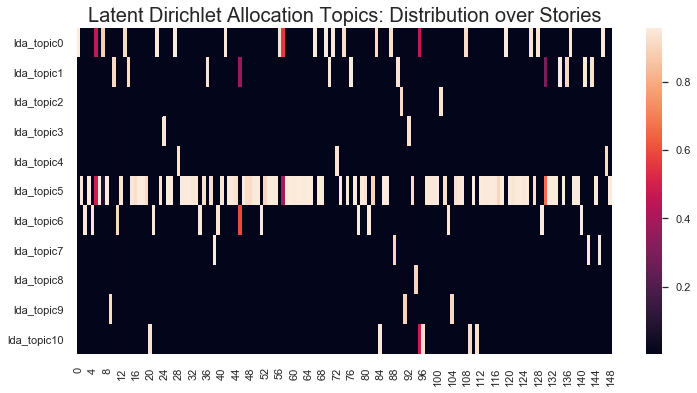 Latent Dirichlet Allocation Topics: Distribution over Stories
lda_topic0
lda_topic1
lda_topic2
lda_topic3
lda_topic4
lda_topic5
lda_topic6
lda_topic7
lda_topic8
lda_topic9
lda_topic10
0 4 8 12 16 20 24 28 32 36 40 44 48 52 56 60 64 68 72 76 80 84 88 92 96 100 104 108 112 116 120 124 128 132 136 140 144 148
0.8
0.6
0.4
0.2